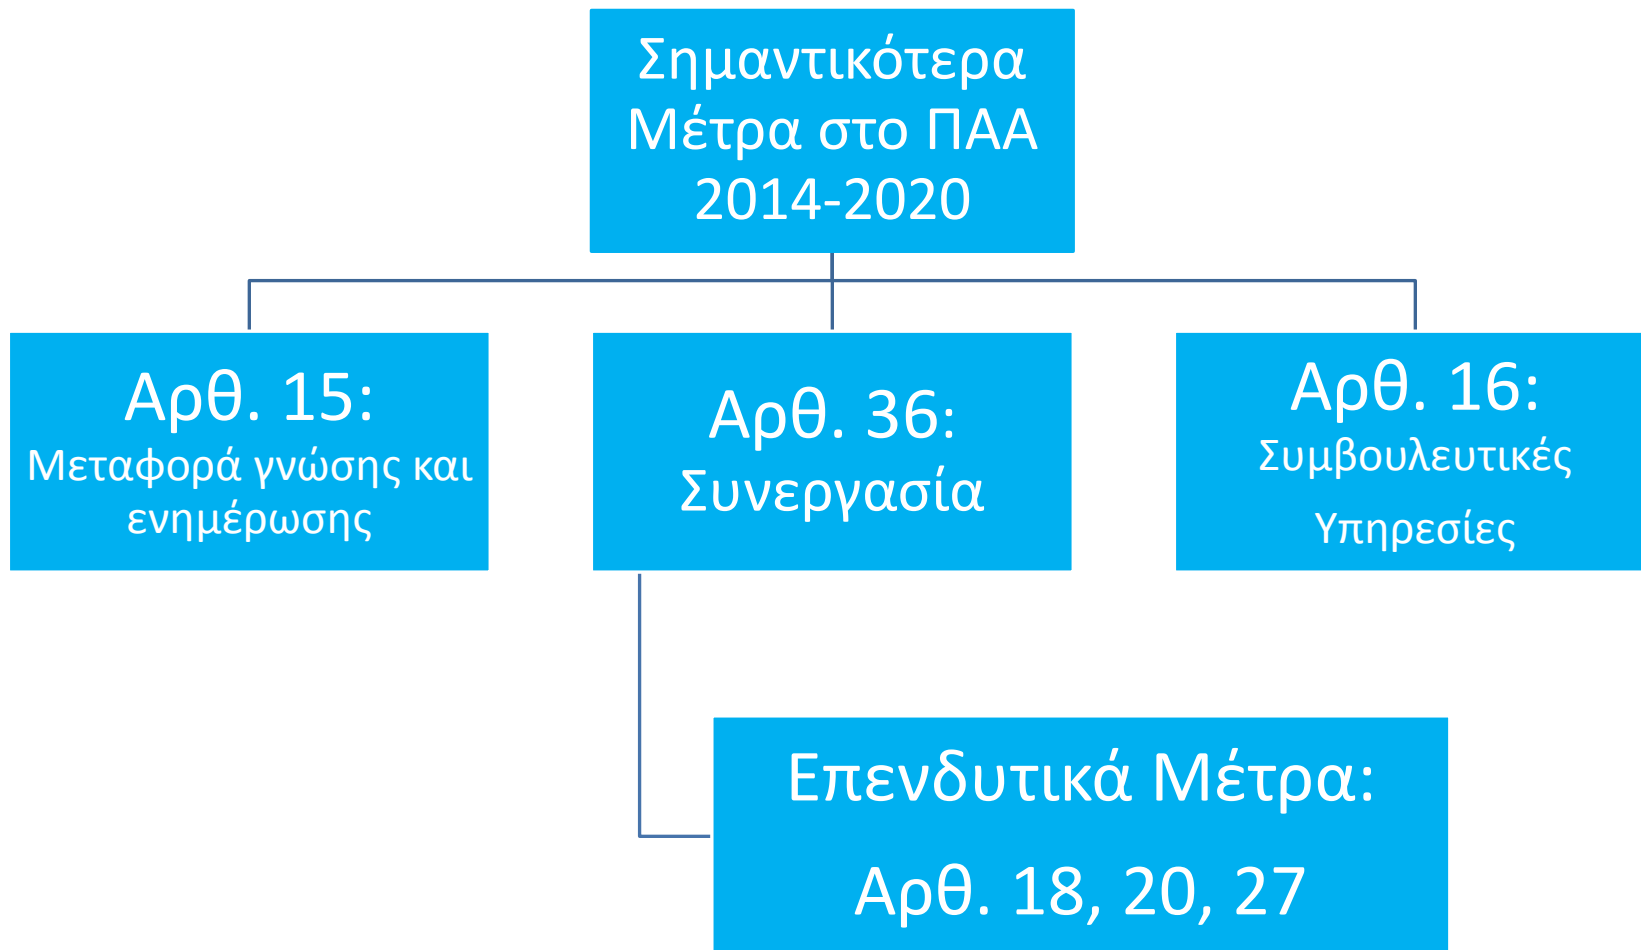 Σημαντικότερα
Μέτρα στο ΠΑΑ
2014-2020
Αρθ. 15:
Μεταφορά γνώσης και
ενημέρωσης
Αρθ. 36:
Συνεργασία
Αρθ. 16:
Συμβουλευτικές
Υπηρεσίες
Επενδυτικά Μέτρα:
Αρθ. 18, 20, 27